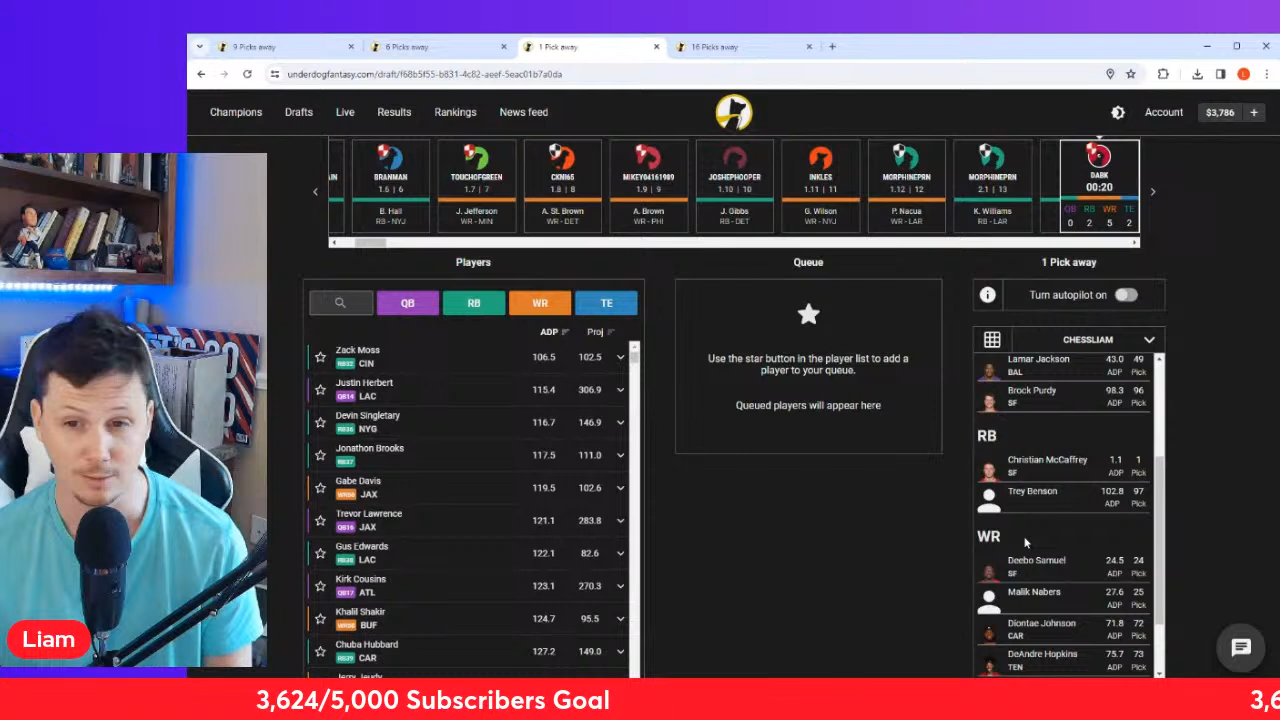 9 Picks away
6 Picks away
1 Pick away
16 Picks away
underdogfantasy.com/draft/f68b5f55-b831-4c82-aeef-5eac01b7a0da
Champions Drafts Live Results Rankings News feed
Account $3,786 +
BRANMAN
1.6 | 6
B. Hall
RB - NYJ
TOUCHOFGREEN
1.7 | 7
J. Jefferson
WR - MIN
CKNI65
1.8 | 8
A. St. Brown
WR - DET
MIKEY04161989
1.9 | 9
A. Brown
WR - PHI
JOSHEPHOOPER
1.10 | 10
J. Gibbs
RB - DET
INKLES
1.11 | 11
G. Wilson
WR - NYJ
MORPHINEPRN
1.12 | 12
P. Nacua
WR - LAR
MORPHINEPRN
2.1 | 13
K. Williams
RB - LAR
DABK
00:20
QB RB WR TE
0 2 5 2
Players
Queue
1 Pick away
QB RB WR TE
ADP Proj
Zack Moss
RB32 CIN
106.5 102.5
Justin Herbert
QB14 LAC
115.4 306.9
Devin Singletary
RB36 NYG
116.7 146.9
Jonathon Brooks
RB37
117.5 111.0
Gabe Davis
JAX
119.5 102.6
Trevor Lawrence
QB16 JAX
121.1 283.8
Gus Edwards
RB38 LAC
122.1 82.6
Kirk Cousins
QB17 ATL
123.1 270.3
Khalil Shakir
BUF
124.7 95.5
Chuba Hubbard
RB39 CAR
127.2 149.0
Jerry Jeudy
Use the star button in the player list to add a
player to your queue.
Queued players will appear here
Turn autopilot on
CHESSLIAM
Lamar Jackson 43.0 49
BAL ADP Pick
Brock Purdy 98.3 96
SF ADP Pick
RB
Christian McCaffrey 1.1 1
SF ADP Pick
Trey Benson 102.8 97
ADP Pick
WR
Deebo Samuel 24.5 24
SF ADP Pick
Malik Nabers 27.6 25
ADP Pick
Diontae Johnson 71.8 72
CAR ADP Pick
DeAndre Hopkins 75.7 73
TEN ADP Pick
Liam
3,624/5,000 Subscribers Goal
3,6